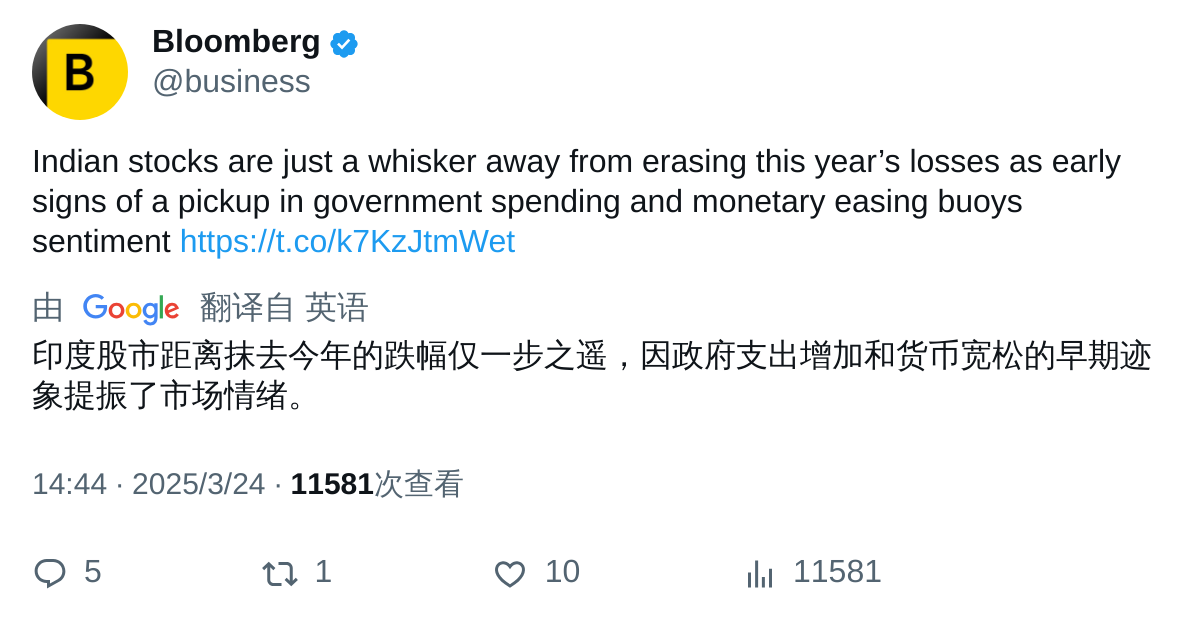 B
Bloomberg
@business
Indian stocks are just a whisker away from erasing this year’s losses as early
signs of a pickup in government spending and monetary easing buoys
sentiment https://t.co/k7KzJtmWet
由 Google 翻译自 英语
印度股市距离抹去今年的跌幅仅一步之遥，因政府支出增加和货币宽松的早期迹
象提振了市场情绪。
14:44 · 2025/3/24 · 11581次查看
5 1 10 11581